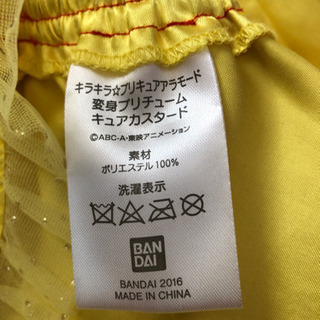 キラキラ☆プリキュアアラモード
変身プリチューム
キュアカスタード
©ABC-A・東映アニメーション
素材
ポリエステル100%
洗濯表示
BAN
DAI
BANDAI 2016
MADE IN CHINA